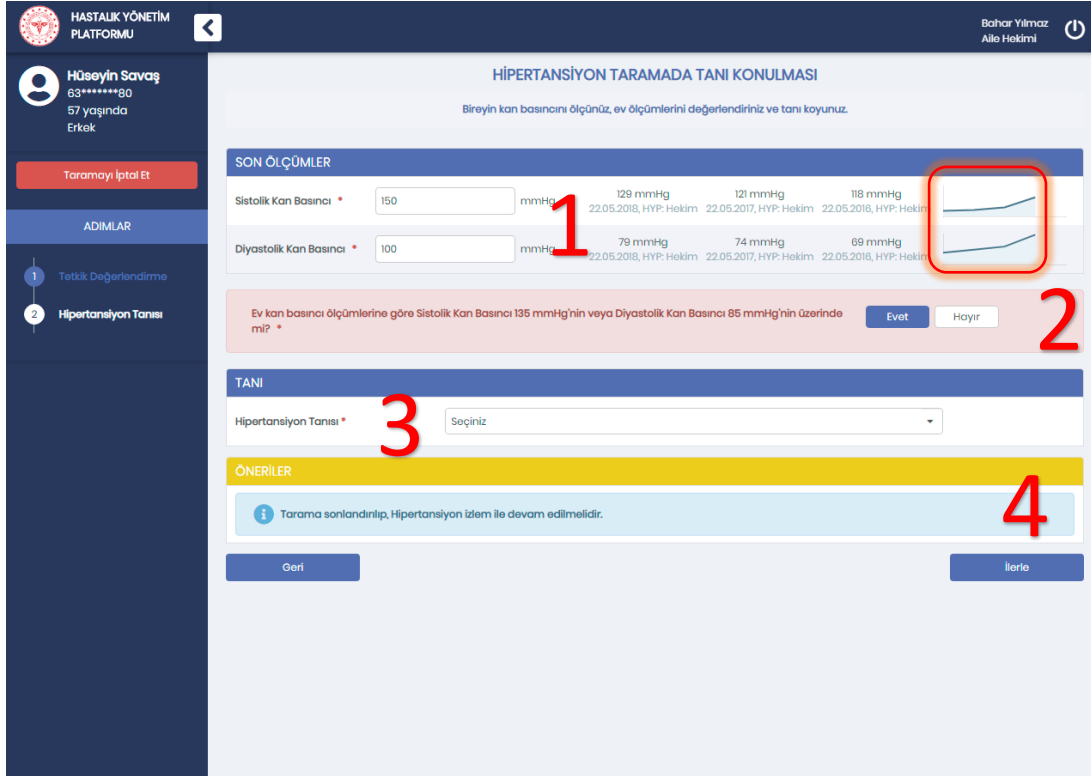 HASTALIK YÖNETİM
PLATFORMU
Bahar Yılmaz
Aile Hekimi
Hüseyin Savaş
63*******80
57 yaşında
Erkek
Taramayı İptal Et
ADIMLAR
1 Tetkik Değerlendirme
2 Hipertansiyon Tanısı
HİPERTANSİYON TARAMADA TANI KONULMASI
Bireyin kan basıncını ölçünüz, ev ölçümlerini değerlendiriniz ve tanı koyunuz.
SON ÖLÇÜMLER
Sistolik Kan Basıncı * 150 mmHg 129 mmHg 121 mmHg 118 mmHg
22.05.2018, HYP: Hekim 22.05.2017, HYP: Hekim 22.05.2016, HYP: Hekim
1
Diyastolik Kan Basıncı * 100 mmHg 79 mmHg 74 mmHg 69 mmHg
22.05.2018, HYP: Hekim 22.05.2017, HYP: Hekim 22.05.2016, HYP: Hekim
2
Ev kan basıncı ölçümlerine göre Sistolik Kan Basıncı 135 mmHg'nin veya Diyastolik Kan Basıncı 85 mmHg'nin üzerinde
mi? * Evet Hayır
TANI
Hipertansiyon Tanısı * Seçiniz
3
ÖNERİLER
4
Tarama sonlandırılıp, Hipertansiyon izlem ile devam edilmelidir.
Geri İlerle